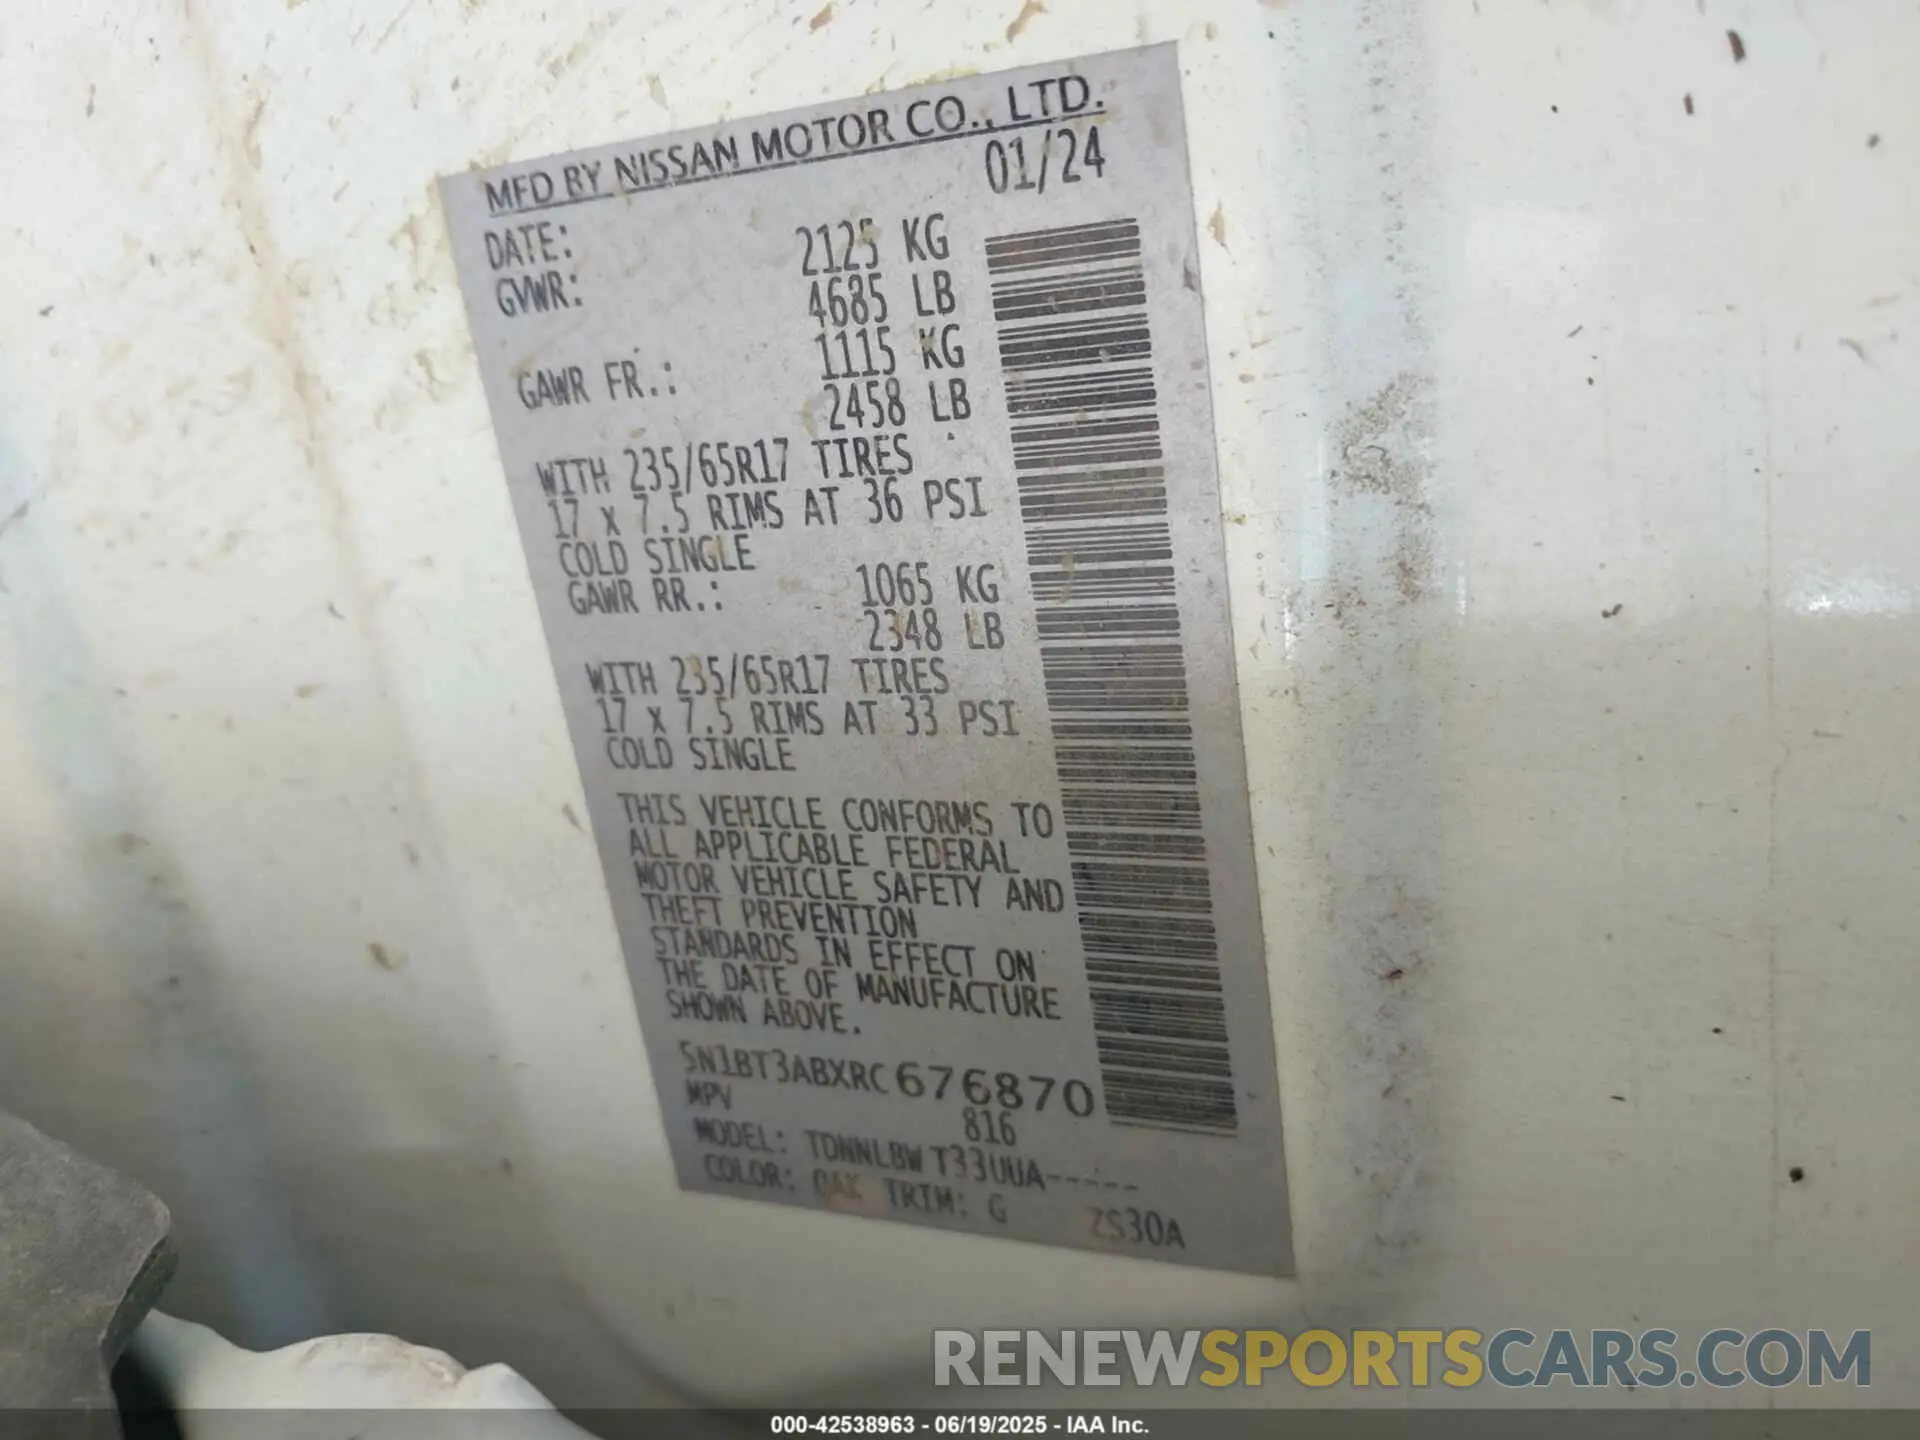 MFD BY NISSAN MOTOR CO., LTD.
DATE: 01/24
GVWR: 2125 KG
4685 LB
GAWR FR.: 1115 KG
2458 LB
WITH 235/65R17 TIRES
17 x 7.5 RIMS AT 36 PSI
COLD SINGLE
GAWR RR.: 1065 KG
2348 LB
WITH 235/65R17 TIRES
17 x 7.5 RIMS AT 33 PSI
COLD SINGLE
THIS VEHICLE CONFORMS TO
ALL APPLICABLE FEDERAL
MOTOR VEHICLE SAFETY AND
THEFT PREVENTION
STANDARDS IN EFFECT ON
THE DATE OF MANUFACTURE
SHOWN ABOVE.
5N1BT3ABXRC676870
MPV 816
MODEL: TDNNLBW T33UUA-----
COLOR: QAK TRIM: G ZS30A
RENEWSPORTSCARS.COM
000-42538963 - 06/19/2025 - IAA Inc.